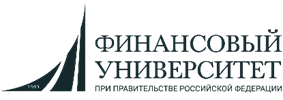 ФИНАНСОВЫЙ
УНИВЕРСИТЕТ
ПРИ ПРАВИТЕЛЬСТВЕ РОССИЙСКОЙ ФЕДЕРАЦИИ